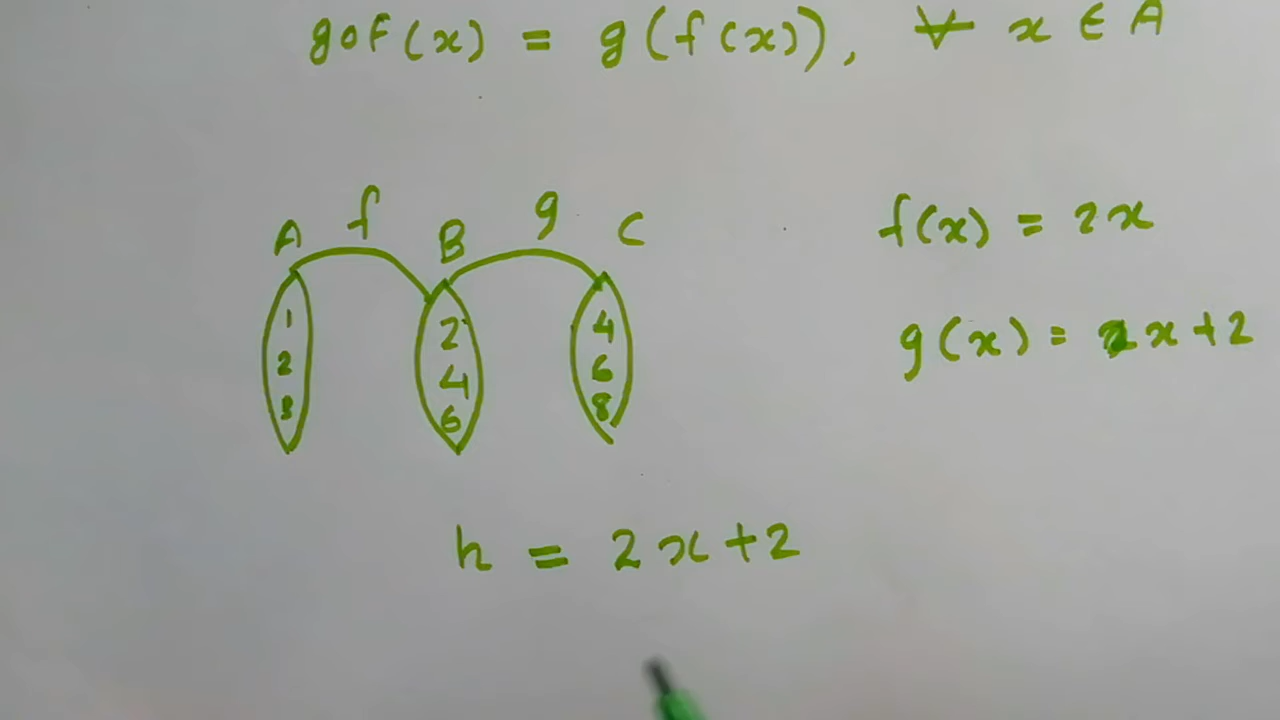 gof(x) = g(f(x)), ∀ x ∈ A
f g
A B C
f(x) = 2x
1 2 4
2 4 6
3 6 8
g(x) = x+2
h = 2x+2